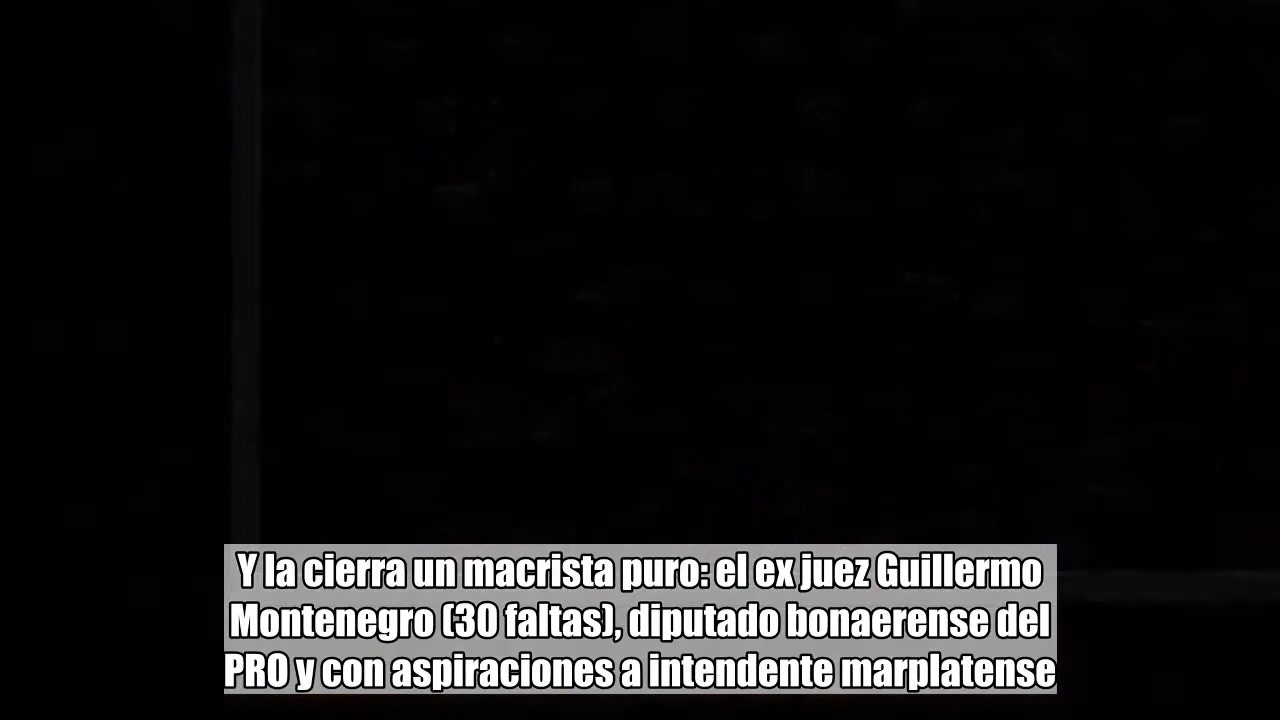 Y la cierra un macrista puro: el ex juez Guillermo
Montenegro (30 faltas), diputado bonaerense del
PRO y con aspiraciones a intendente marplatense